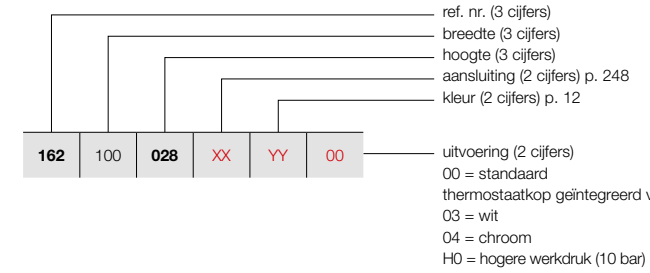 ref. nr. (3 cijfers)
breedte (3 cijfers)
hoogte (3 cijfers)
aansluiting (2 cijfers) p. 248
kleur (2 cijfers) p. 12
162 100 028 XX YY 00
uitvoering (2 cijfers)
00 = standaard
thermostaatkop geïntegreerd
03 = wit
04 = chroom
H0 = hogere werkdruk (10 bar)